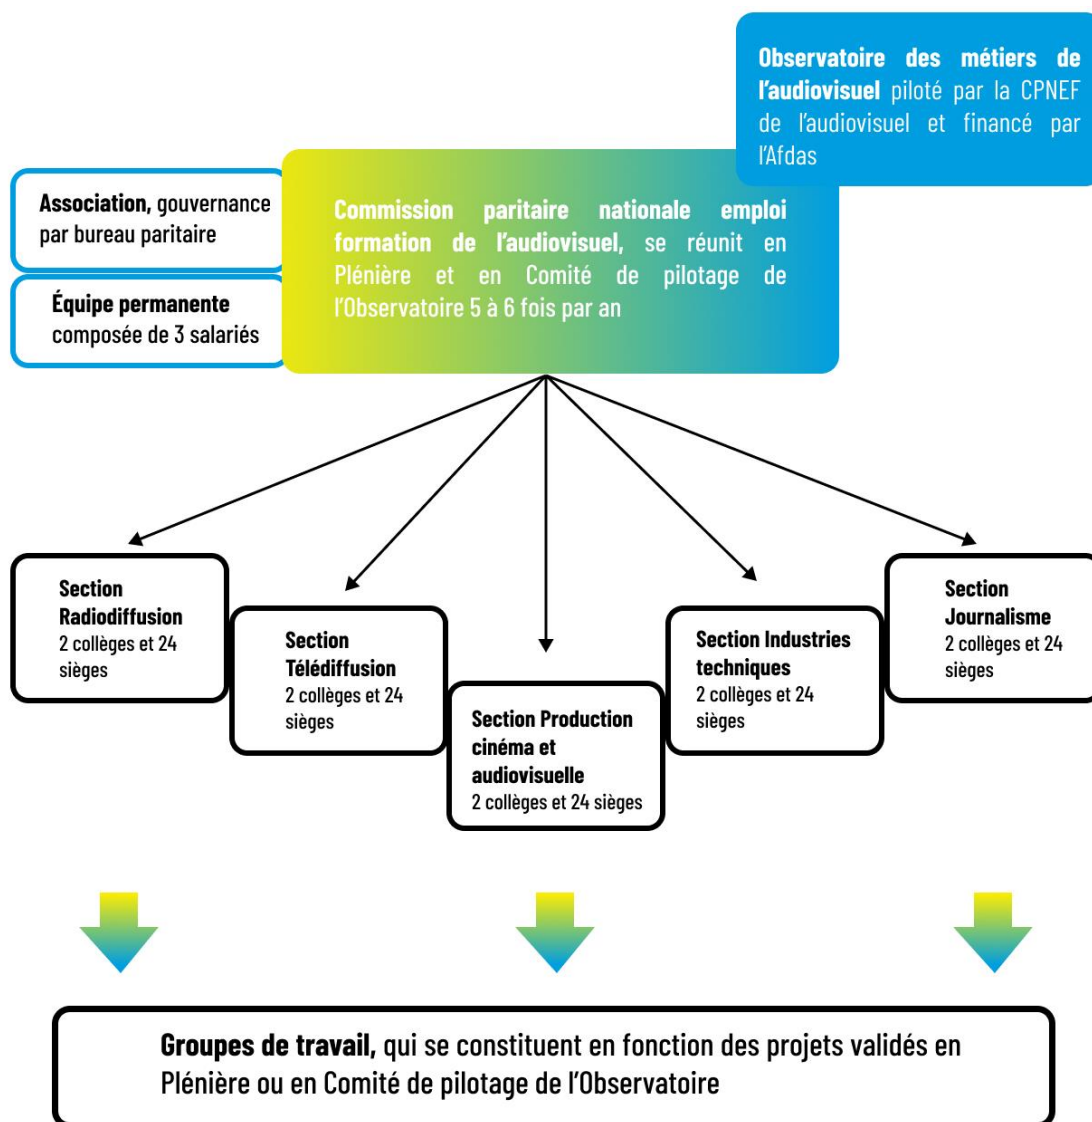 Observatoire des métiers de
l’audiovisuel piloté par la CPNEF
de l’audiovisuel et financé par
l’Afdas
Association, gouvernance
par bureau paritaire
Équipe permanente
composée de 3 salariés
Commission paritaire nationale emploi
formation de l’audiovisuel, se réunit en
Plénière et en Comité de pilotage de
l’Observatoire 5 à 6 fois par an
Section
Radiodiffusion
2 collèges et 24
sièges
Section
Télédiffusion
2 collèges et 24
sièges
Section Production
cinéma et
audiovisuelle
2 collèges et 24 sièges
Section Industries
techniques
2 collèges et 24
sièges
Section
Journalisme
2 collèges et 24
sièges
Groupes de travail, qui se constituent en fonction des projets validés en
Plénière ou en Comité de pilotage de l’Observatoire